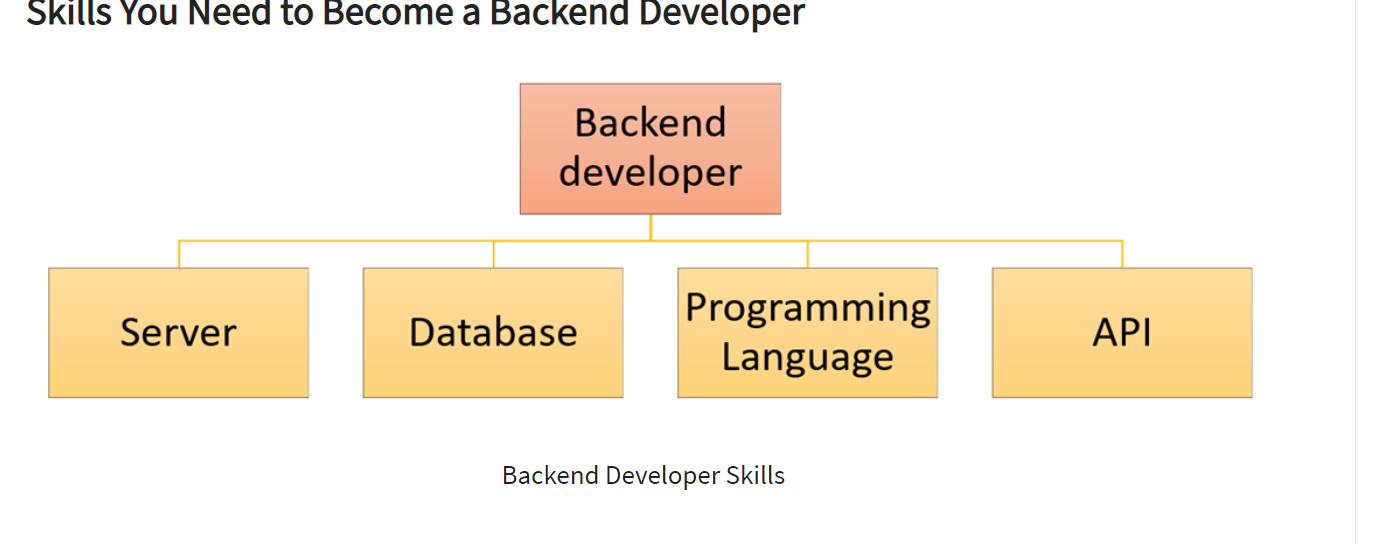 Skills You Need to Become a Backend Developer
Backend
developer
Server
Database
Programming
Language
API
Backend Developer Skills